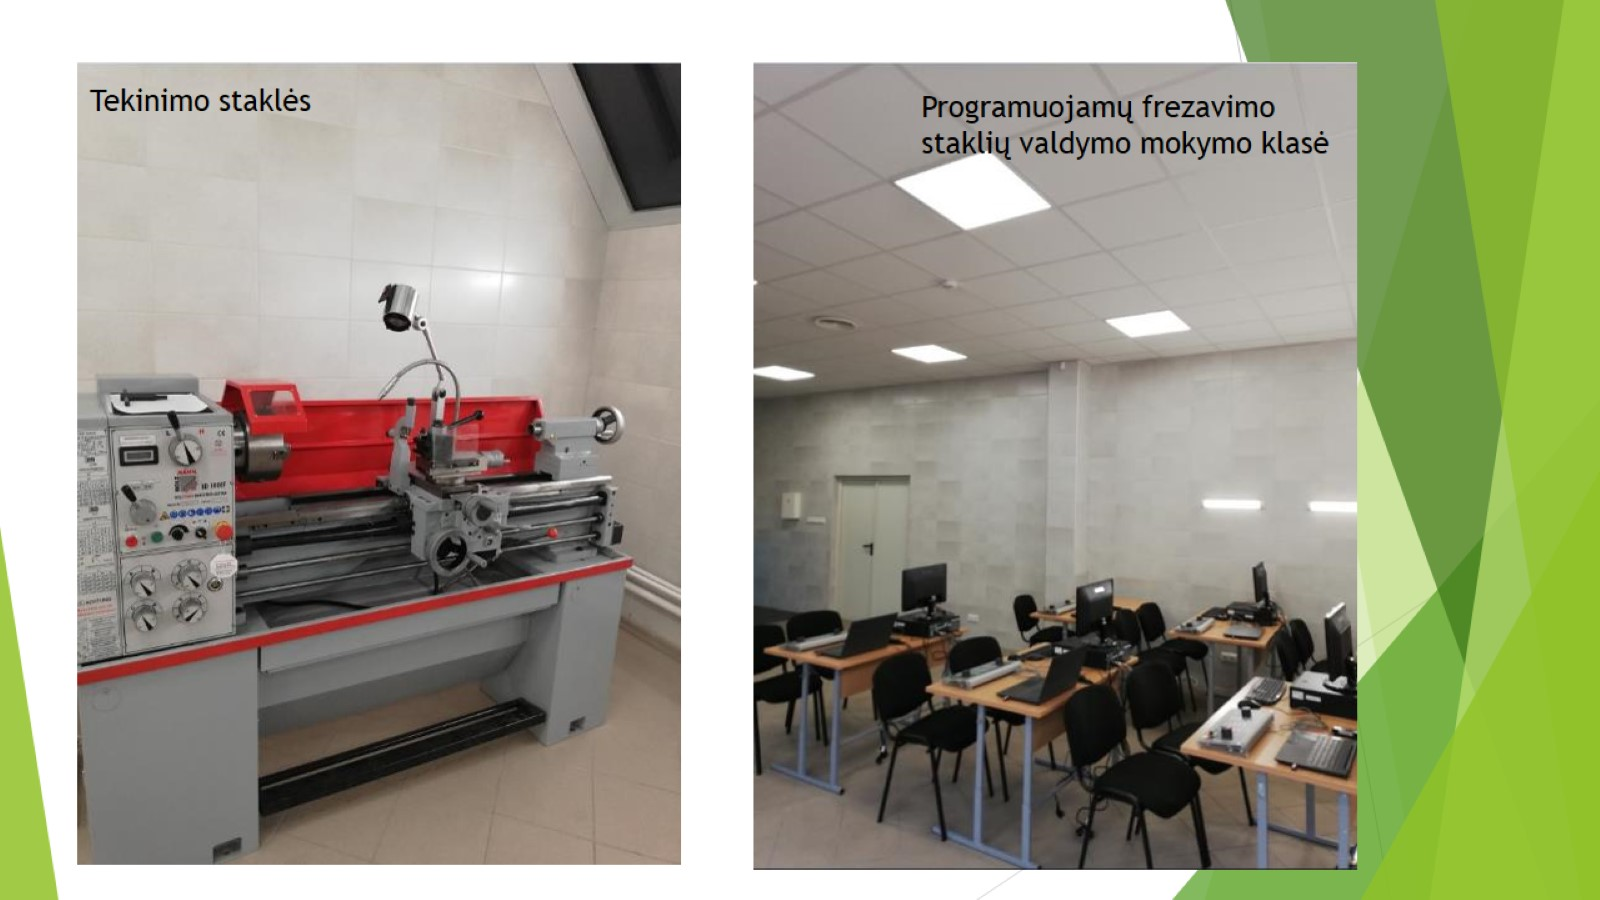 Tekinimo staklės
Programuojamų frezavimo
staklių valdymo mokymo klasė